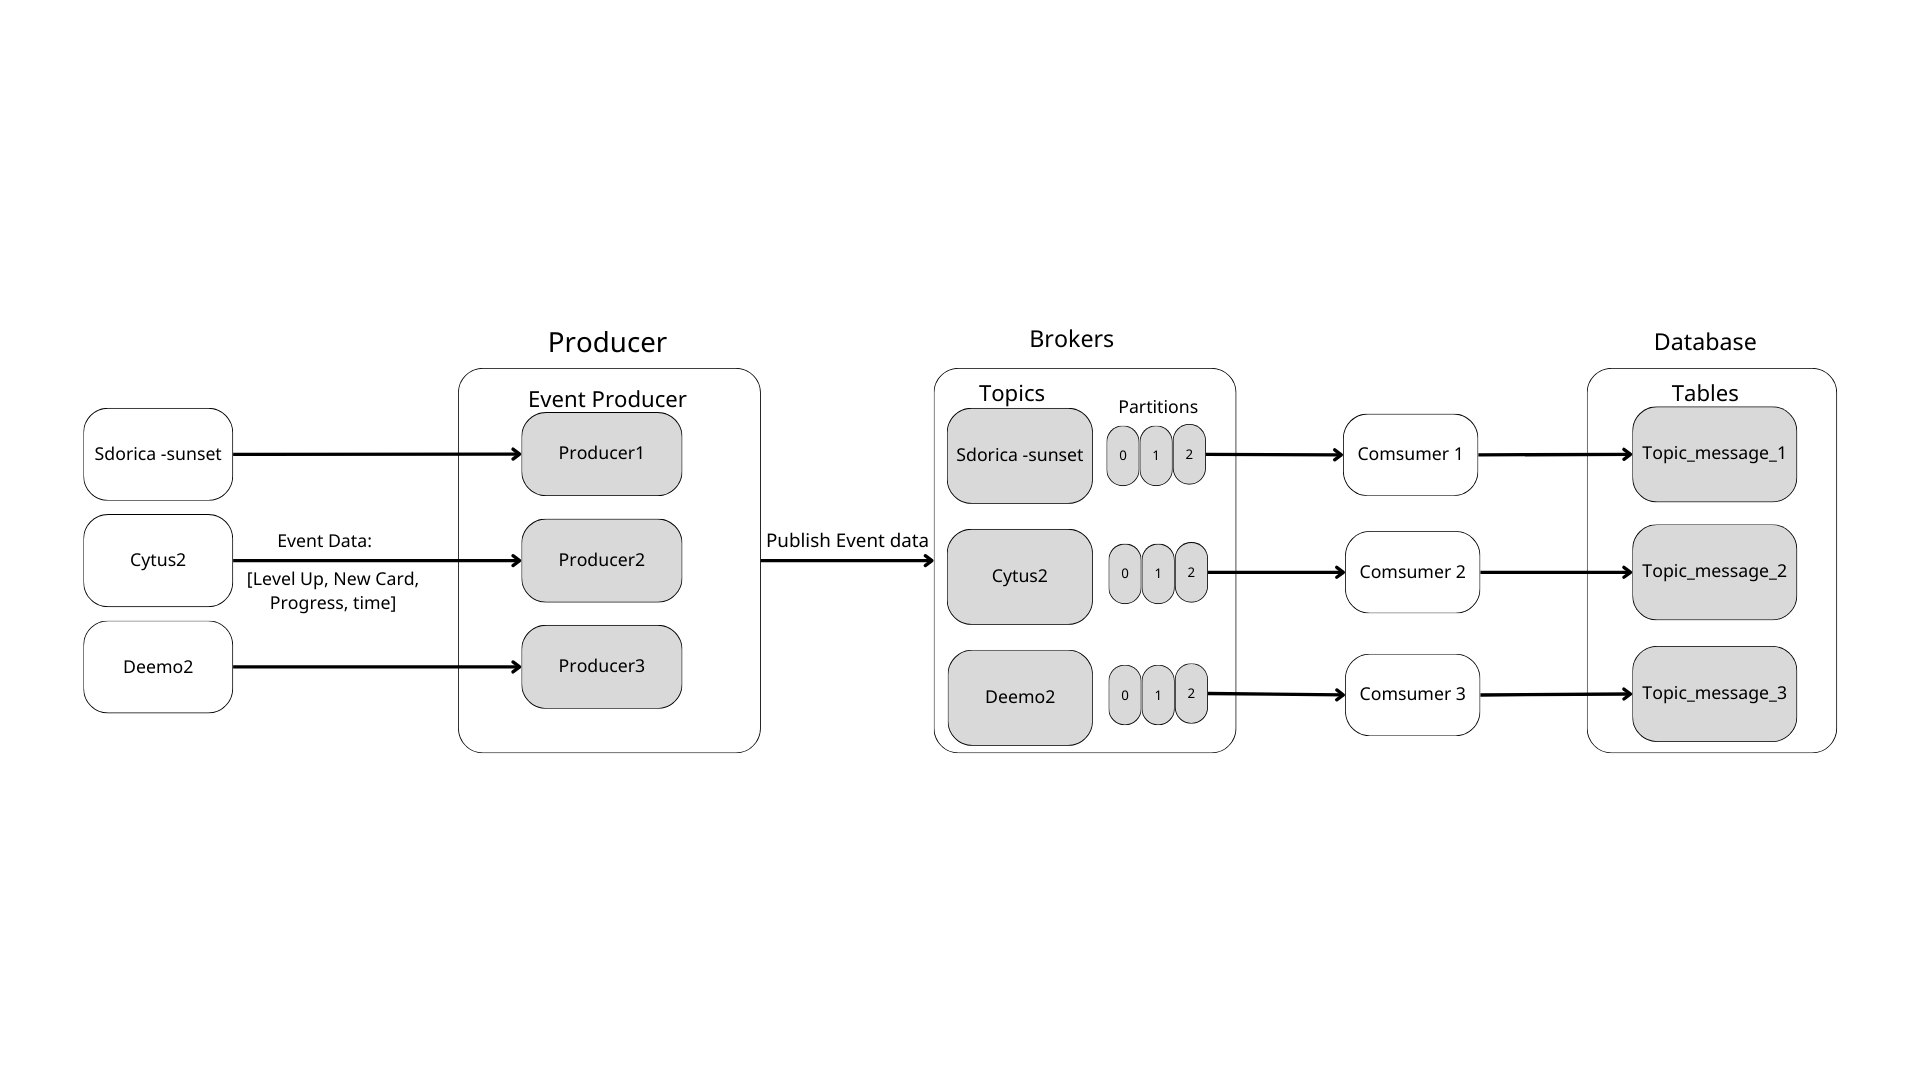 Producer
Brokers
Database
Event Producer
Topics
Partitions
Tables
Sdorica -sunset
Producer1
Sdorica -sunset
0
1
2
Comsumer 1
Topic_message_1
Cytus2
Event Data:
[Level Up, New Card,
Progress, time]
Producer2
Publish Event data
Cytus2
0
1
2
Comsumer 2
Topic_message_2
Deemo2
Producer3
Deemo2
0
1
2
Comsumer 3
Topic_message_3